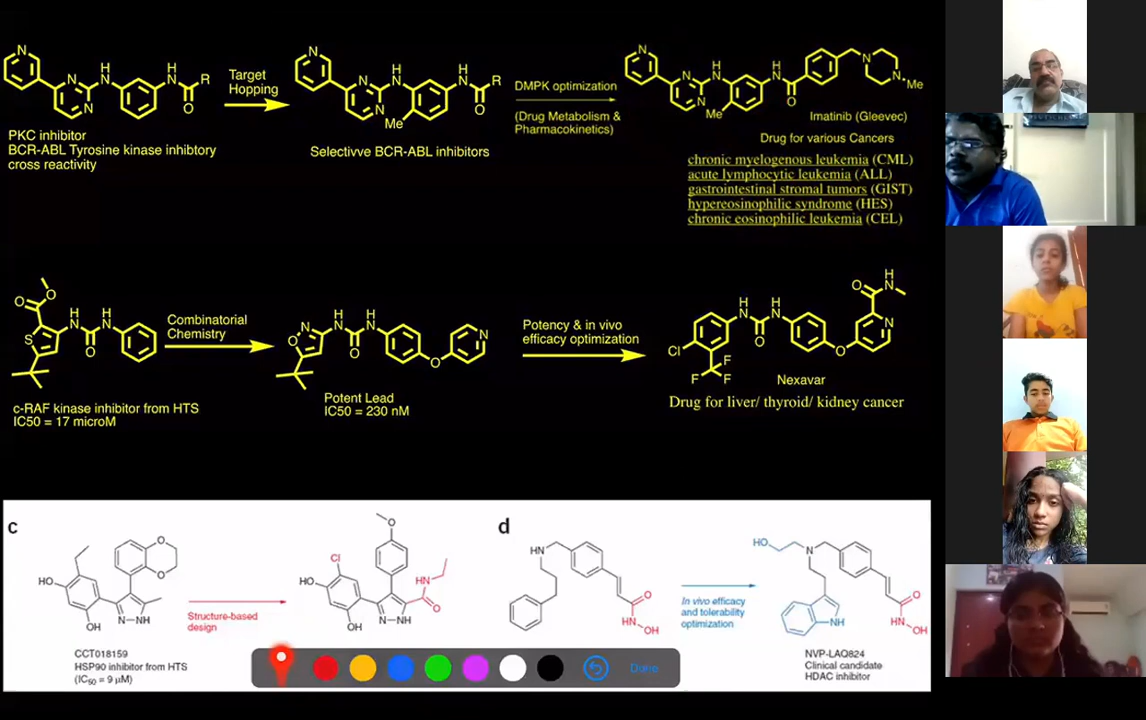 PKC inhibitor
BCR-ABL Tyrosine kinase inhibtory
cross reactivity
Target
Hopping
Selectivve BCR-ABL inhibitors
DMPK optimization
(Drug Metabolism &
Pharmacokinetics)
Imatinib (Gleevec)
Drug for various Cancers
chronic myelogenous leukemia (CML)
acute lymphocytic leukemia (ALL)
gastrointestinal stromal tumors (GIST)
hypereosinophilic syndrome (HES)
chronic eosinophilic leukemia (CEL)
c-RAF kinase inhibitor from HTS
IC50 = 17 microM
Combinatorial
Chemistry
Potent Lead
IC50 = 230 nM
Potency & in vivo
efficacy optimization
Nexavar
Drug for liver/ thyroid/ kidney cancer
c
CCT018159
HSP90 inhibitor from HTS
(IC50 = 9 μM)
Structure-based
design
d
In vivo efficacy
and tolerability
optimization
NVP-LAQ824
Clinical candidate
HDAC inhibitor
Done